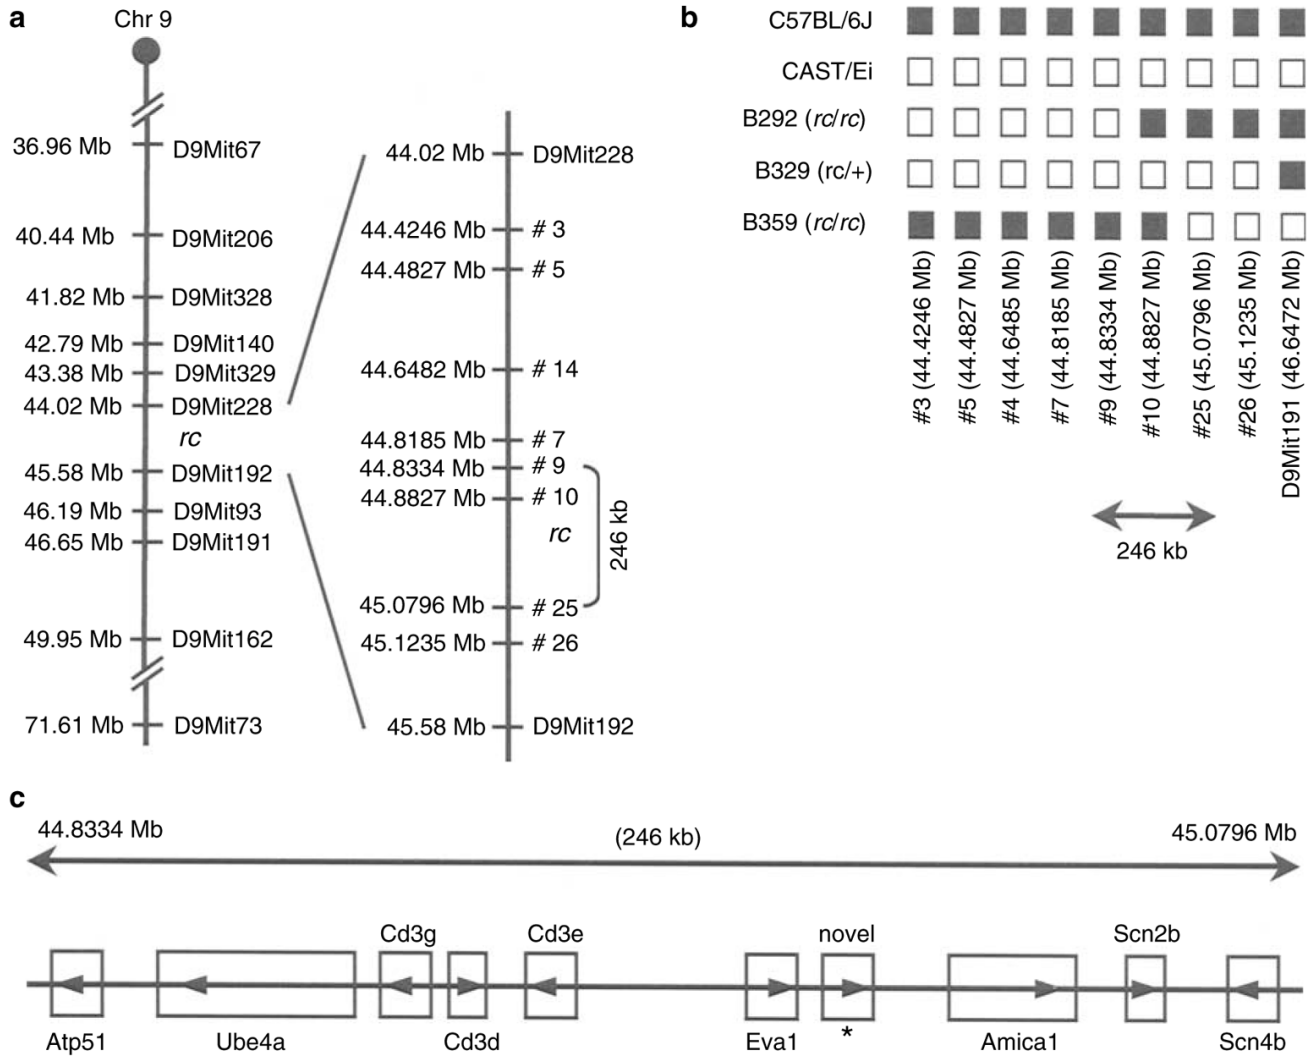 a
Chr 9
36.96 Mb D9Mit67
40.44 Mb D9Mit206
41.82 Mb D9Mit328
42.79 Mb D9Mit140
43.38 Mb D9Mit329
44.02 Mb D9Mit228
rc
45.58 Mb D9Mit192
46.19 Mb D9Mit93
46.65 Mb D9Mit191
49.95 Mb D9Mit162
71.61 Mb D9Mit73
44.02 Mb D9Mit228
44.4246 Mb # 3
44.4827 Mb # 5
44.6482 Mb # 14
44.8185 Mb # 7
44.8334 Mb # 9
44.8827 Mb # 10
rc
246 kb
45.0796 Mb # 25
45.1235 Mb # 26
45.58 Mb D9Mit192
b
C57BL/6J
CAST/Ei
B292 (rc/rc)
B329 (rc/+)
B359 (rc/rc)
#3 (44.4246 Mb)
#5 (44.4827 Mb)
#4 (44.6485 Mb)
#7 (44.8185 Mb)
#9 (44.8334 Mb)
#10 (44.8827 Mb)
#25 (45.0796 Mb)
#26 (45.1235 Mb)
D9Mit191 (46.6472 Mb)
246 kb
c
44.8334 Mb (246 kb) 45.0796 Mb
Cd3g Cd3e novel Scn2b
Atp51 Ube4a Cd3d Eva1 * Amica1 Scn4b